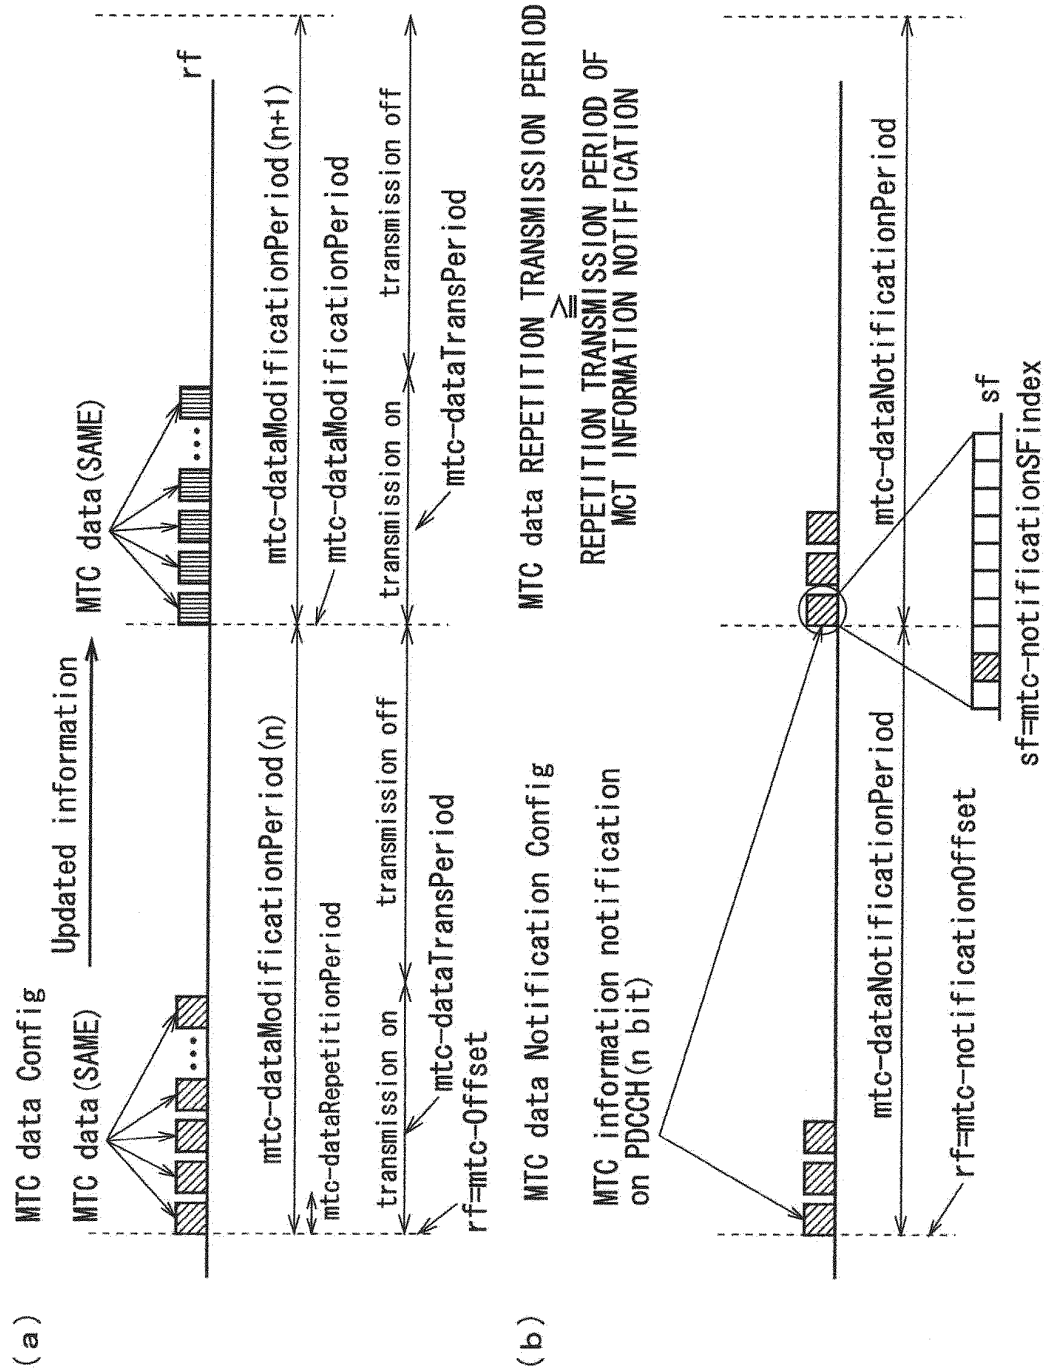 (a)
MTC data Config
MTC data(SAME)
Updated information
MTC data(SAME)
rf
mtc-dataModificationPeriod(n)
mtc-dataModificationPeriod(n+1)
mtc-dataRepetitionPeriod
mtc-dataModificationPeriod
transmission on
transmission off
transmission on
transmission off
mtc-dataTransPeriod
mtc-dataTransPeriod
rf=mtc-Offset
(b)
MTC data Notification Config
MTC data REPETITION TRANSMISSION PERIOD
≧
REPETITION TRANSMISSION PERIOD OF
MCT INFORMATION NOTIFICATION
MTC information notification
on PDCCH(n bit)
mtc-dataNotificationPeriod
mtc-dataNotificationPeriod
rf=mtc-notificationOffset
sf
sf=mtc-notificationSFindex